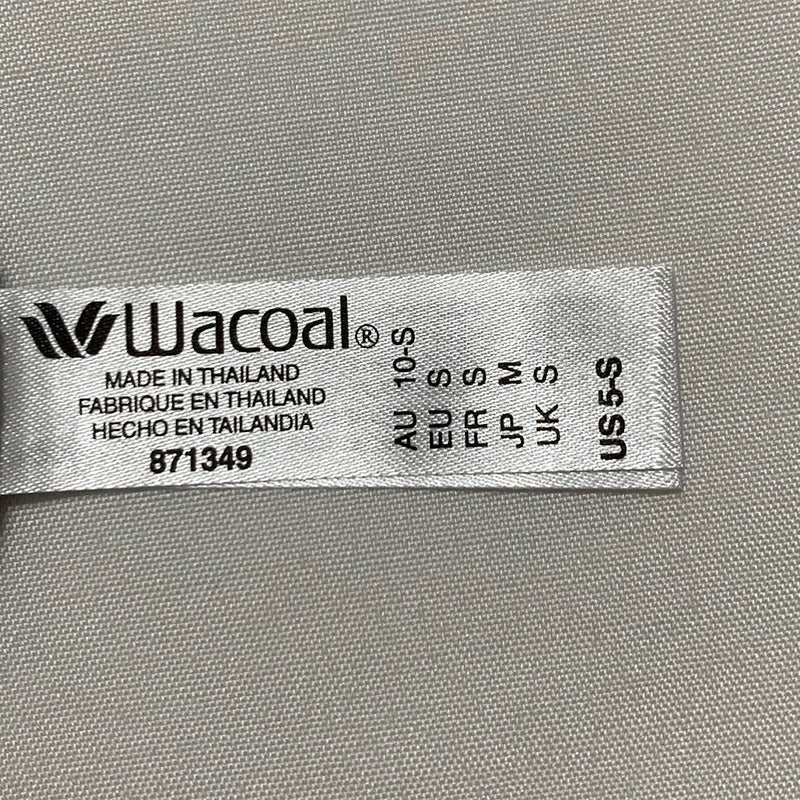 Wacoal®
MADE IN THAILAND
FABRIQUE EN THAILAND
HECHO EN TAILANDIA
871349
AU 10-S
EU S
FR S
JP M
UK S
US 5-S